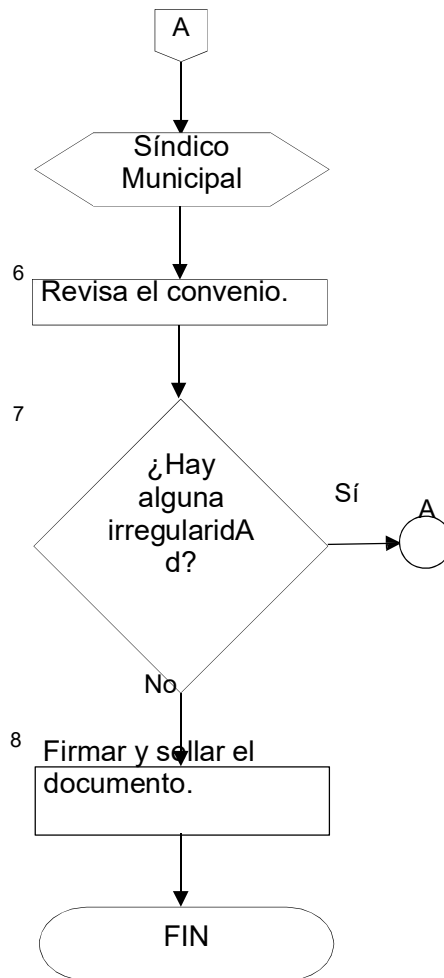 A
Síndico
Municipal
6
Revisa el convenio.
7
¿Hay
alguna
irregularidA
d?
Sí
A
No
8
Firmar y sellar el
documento.
FIN